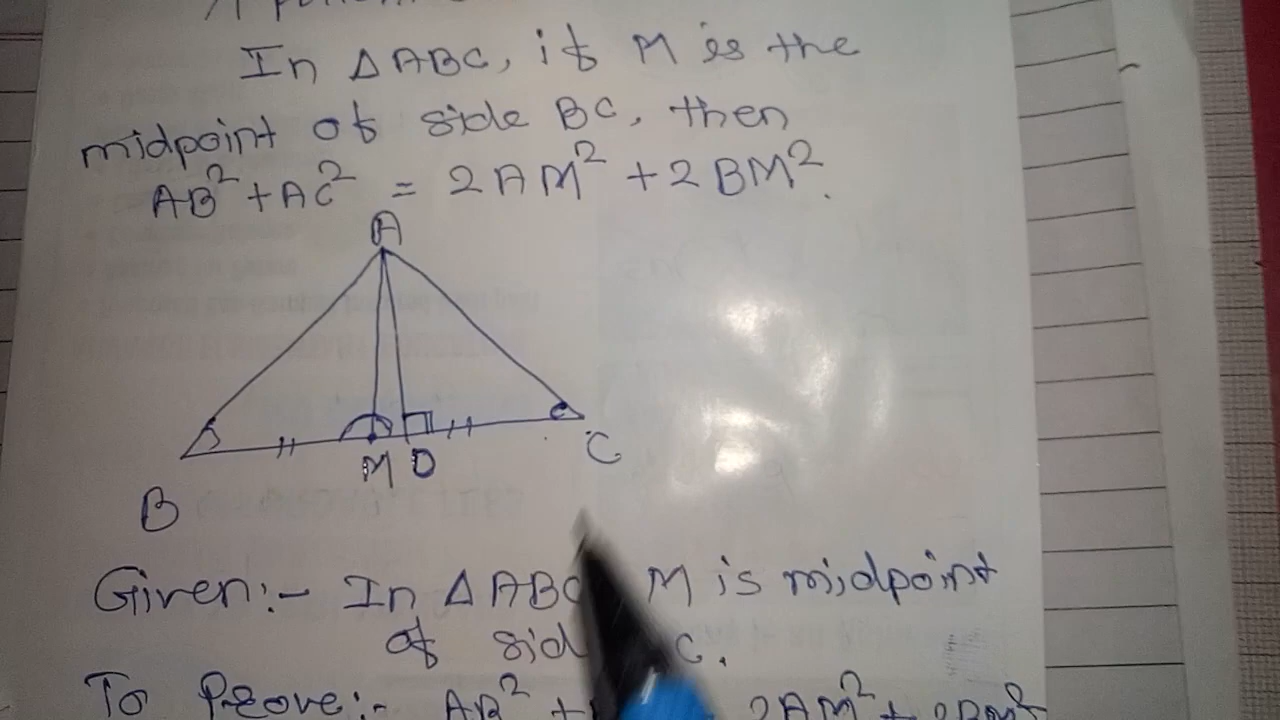 In △ABC, if M is the
midpoint of side BC, then
AB²+AC² = 2AM²+2BM².
A
M D
C
B
Given:- In △ABC M is midpoint
of C.
To Prove:- AB² + 2AM² + 2BM²